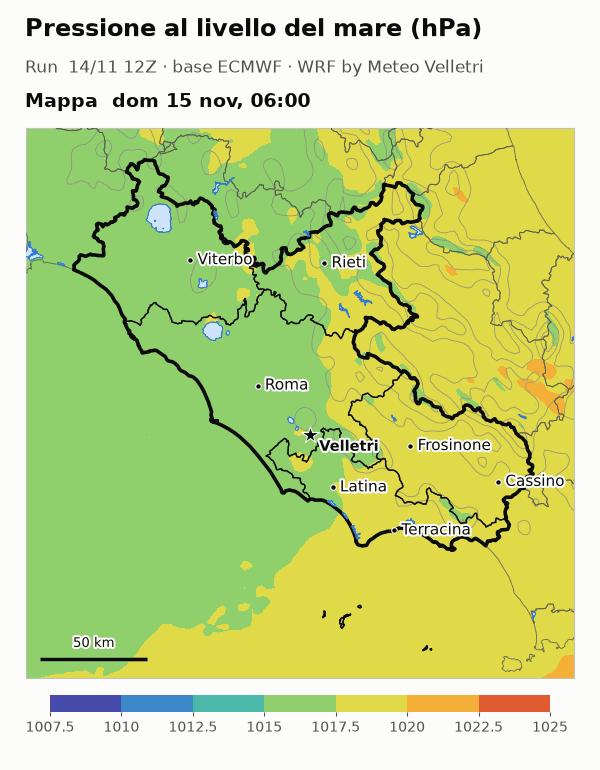 Pressione al livello del mare (hPa)
Run  14/11 12Z · base ECMWF · WRF by Meteo Velletri
Mappa  dom 15 nov, 06:00
Viterbo
Rieti
Roma
Velletri
Frosinone
Cassino
Latina
Terracina
50 km
1007.5 1010 1012.5 1015 1017.5 1020 1022.5 1025